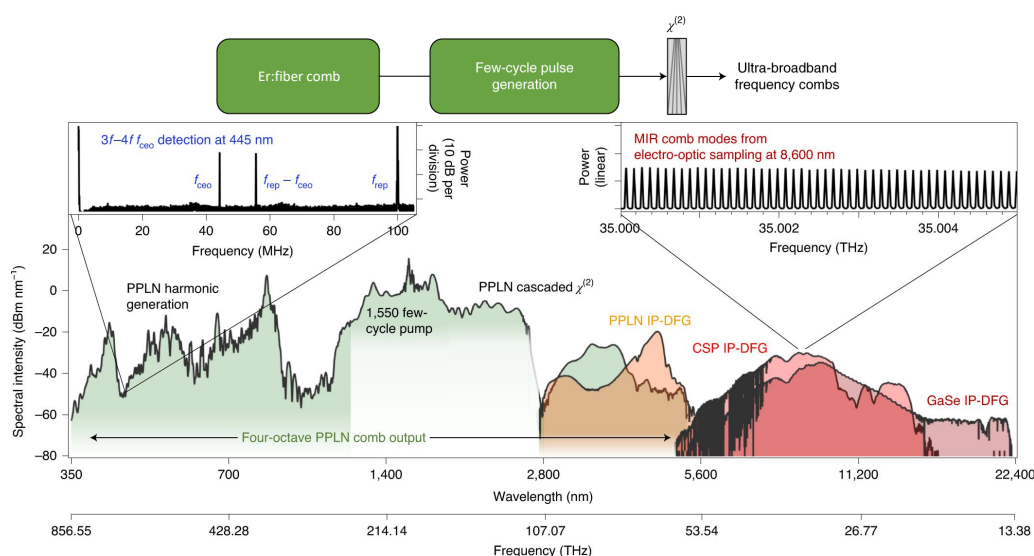 χ(2)
Er:fiber comb
Few-cycle pulse
generation
Ultra-broadband
frequency combs
3f–4f fceo detection at 445 nm
fceo
frep – fceo
frep
Power
(10 dB per
division)
0
20
40
60
80
100
Frequency (MHz)
MIR comb modes from
electro-optic sampling at 8,600 nm
Power
(linear)
35.000
35.002
35.004
Frequency (THz)
Spectral intensity (dBm nm−1)
20
0
−20
−40
−60
−80
PPLN harmonic
generation
1,550 few-
cycle pump
PPLN cascaded χ(2)
PPLN IP-DFG
CSP IP-DFG
GaSe IP-DFG
Four-octave PPLN comb output
350
700
1,400
2,800
5,600
11,200
22,400
Wavelength (nm)
856.55
428.28
214.14
107.07
53.54
26.77
13.38
Frequency (THz)